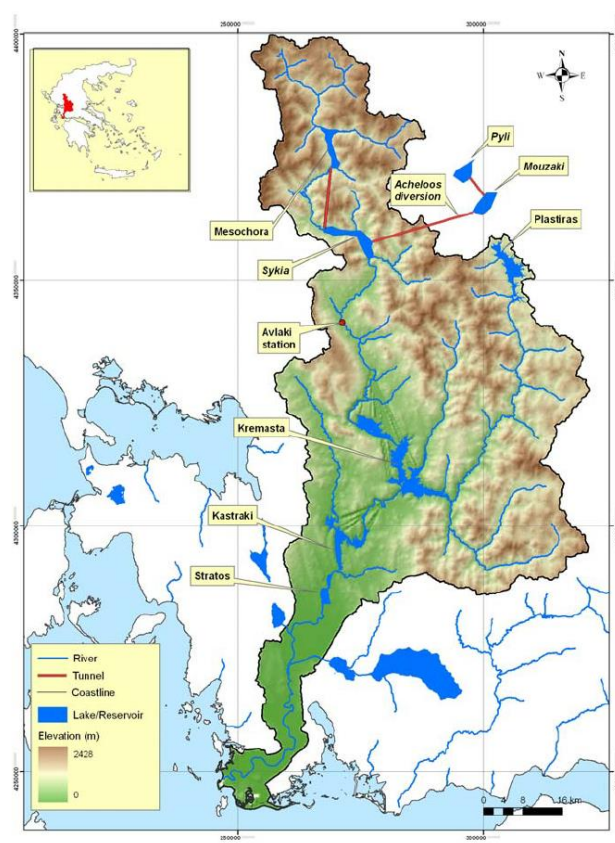 250000
300000
4400000
N
W
E
S
Pyli
Mouzaki
Acheloos
diversion
Plastiras
Mesochora
Sykia
4350000
Avlaki
station
Kremasta
Kastraki
4300000
Stratos
River
Tunnel
Coastline
Lake/Reservoir
Elevation (m)
2428
0
4250000
0 4 8 16 km
250000
300000